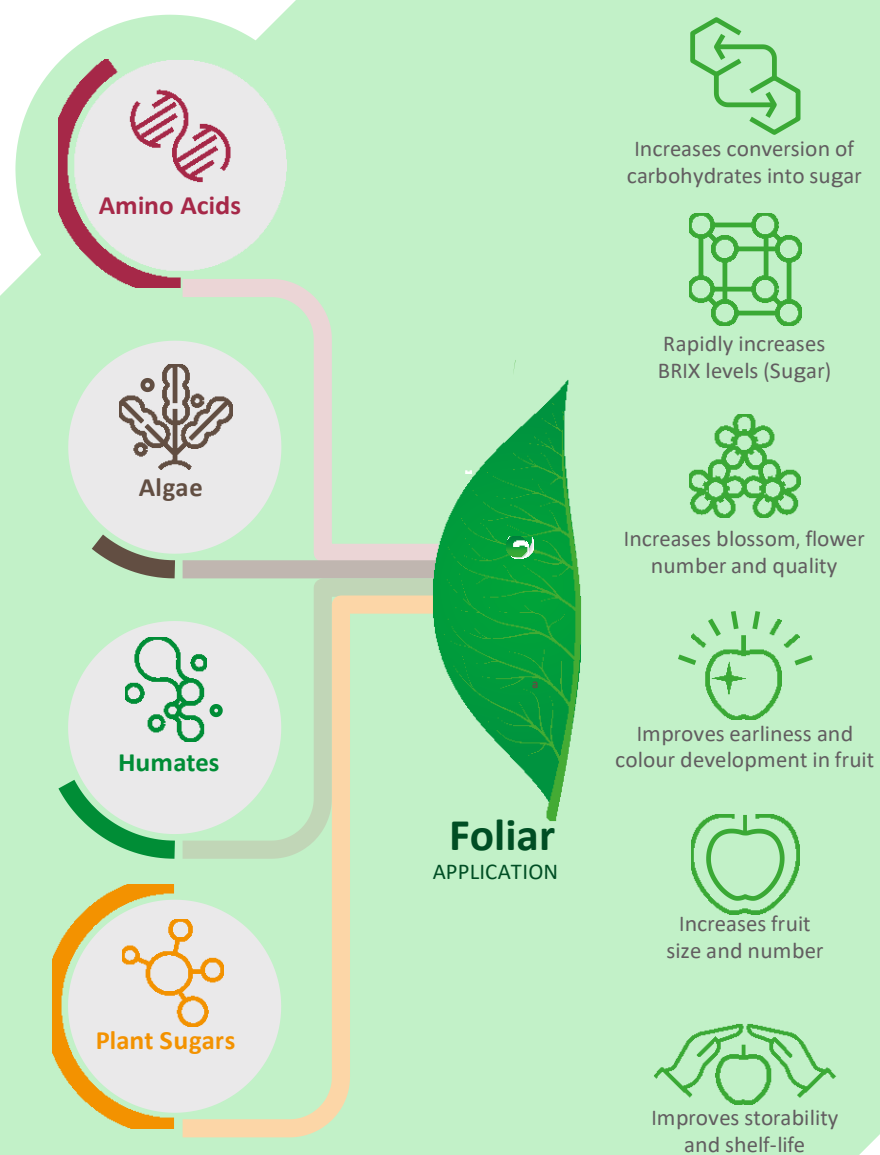 Amino Acids
Algae
Humates
Plant Sugars
Foliar
APPLICATION
Increases conversion of
carbohydrates into sugar
Rapidly increases
BRIX levels (Sugar)
Increases blossom, flower
number and quality
Improves earliness and
colour development in fruit
Increases fruit
size and number
Improves storability
and shelf-life